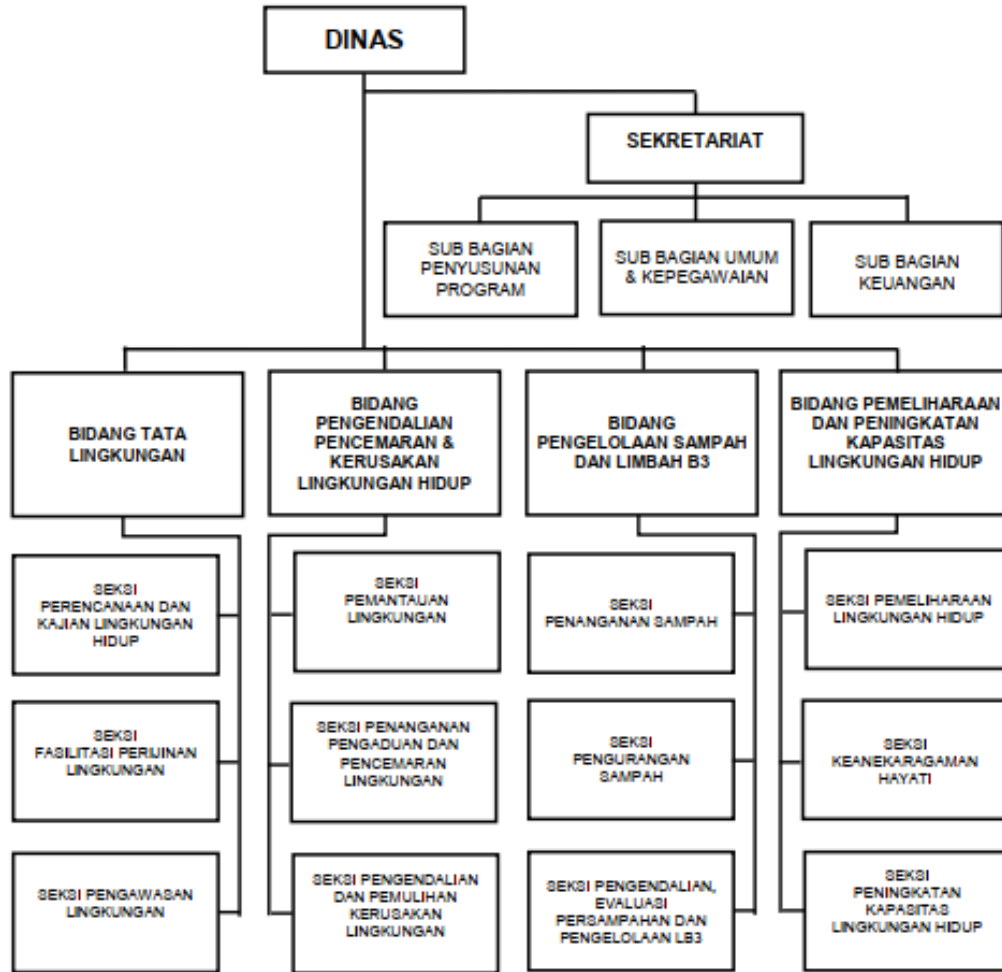 DINAS
SEKRETARIAT
SUB BAGIAN
PENYUSUNAN
PROGRAM
SUB BAGIAN UMUM
& KEPEGAWAIAN
SUB BAGIAN
KEUANGAN
BIDANG TATA
LINGKUNGAN
BIDANG
PENGENDALIAN
PENCEMARAN &
KERUSAKAN
LINGKUNGAN HIDUP
BIDANG
PENGELOLAAN SAMPAH
DAN LIMBAH B3
BIDANG PEMELIHARAAN
DAN PENINGKATAN
KAPASITAS
LINGKUNGAN HIDUP
SEKSI
PERENCANAAN DAN
KAJIAN LINGKUNGAN
HIDUP
SEKSI
PEMANTAUAN
LINGKUNGAN
SEKSI
PENANGANAN SAMPAH
SEKSI PEMELIHARAAN
LINGKUNGAN HIDUP
SEKSI
FASILITASI PERIJINAN
LINGKUNGAN
SEKSI PENANGANAN
PENGADUAN DAN
PENCEMARAN
LINGKUNGAN
SEKSI
PENGURANGAN
SAMPAH
SEKSI
KEANEKARAGAMAN
HAYATI
SEKSI PENGAWASAN
LINGKUNGAN
SEKSI PENGENDALIAN
DAN PEMULIHAN
KERUSAKAN
LINGKUNGAN
SEKSI PENGENDALIAN,
EVALUASI
PERSAMPAHAN DAN
PENGELOLAAN LB3
SEKSI
PENINGKATAN
KAPASITAS
LINGKUNGAN HIDUP